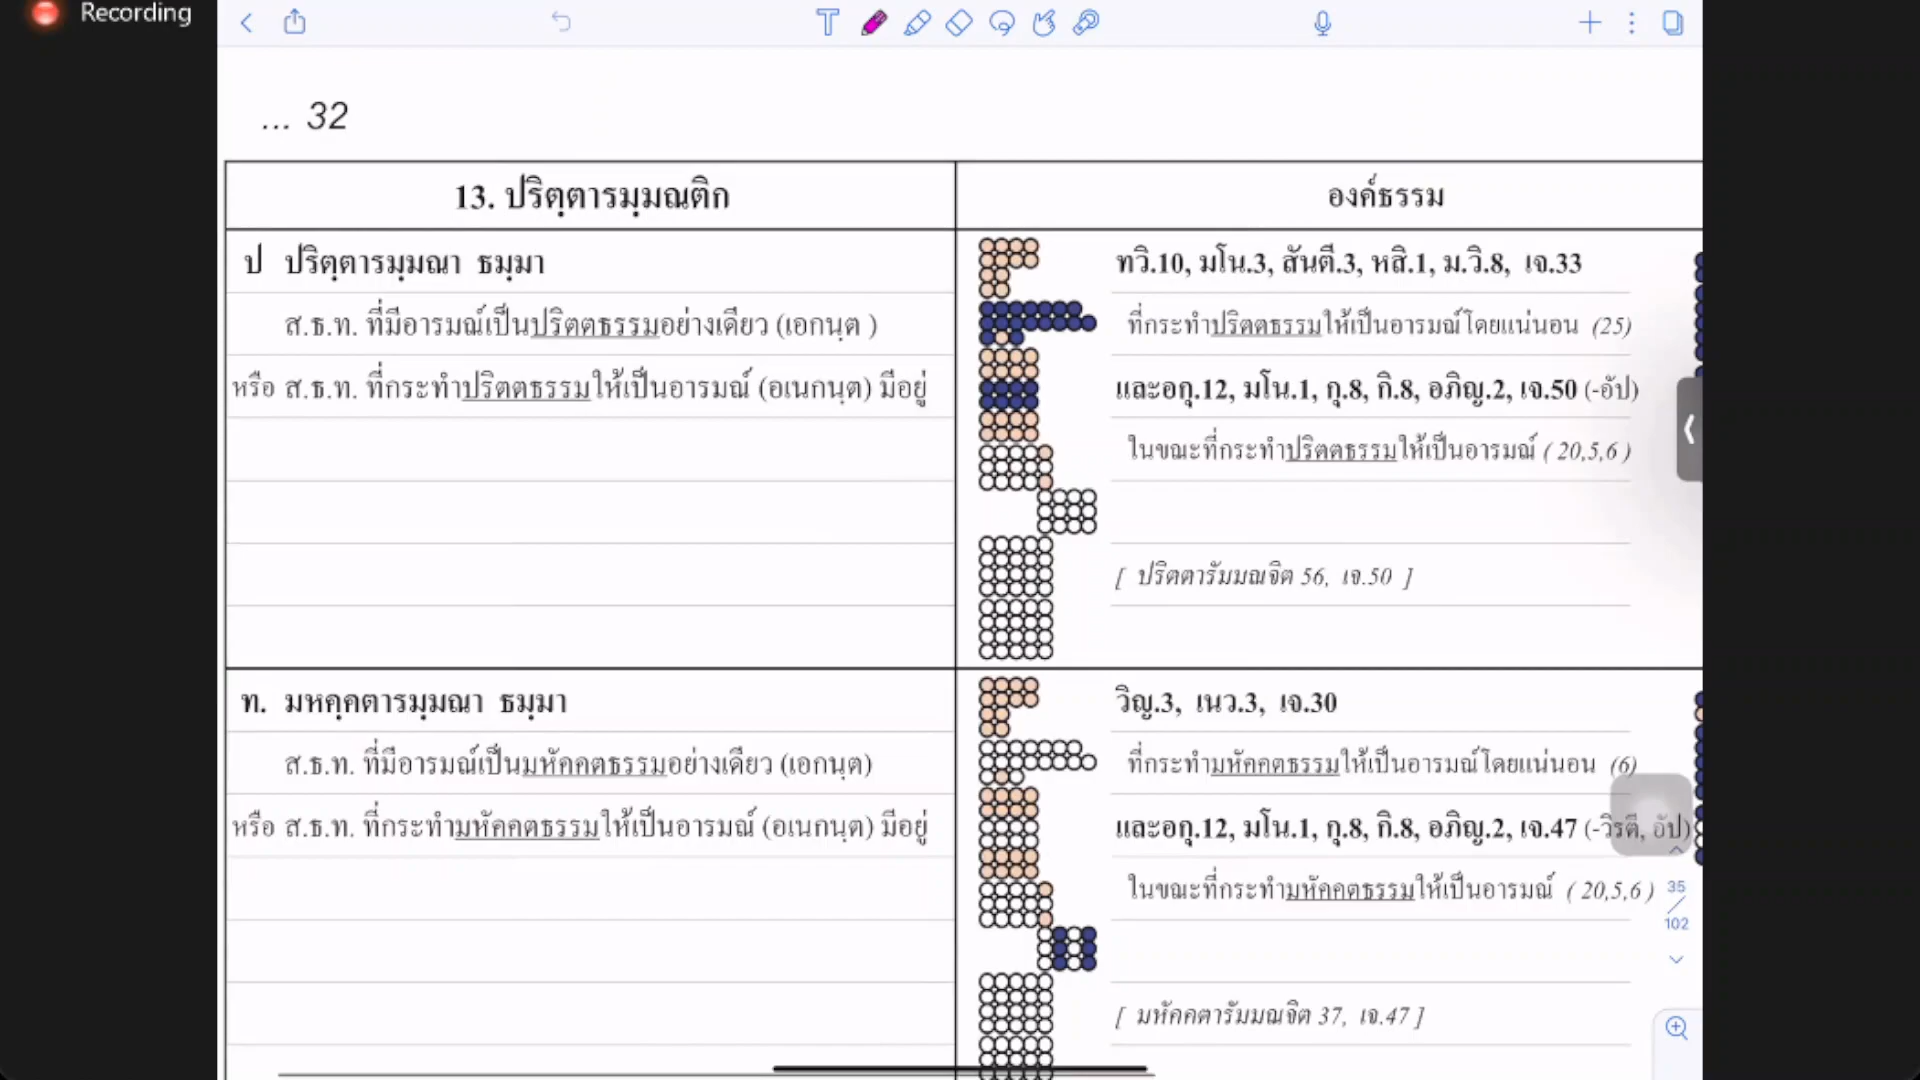 Recording
... 32
13. ปริตฺตารมฺมณติก
องค์ธรรม
ป ปริตฺตารมฺมณา ธมฺมา
ทวิ.10, มโน.3, สันตี.3, หสิ.1, ม.วิ.8, เจ.33
ส.ธ.ท. ที่มีอารมณ์เป็นปริตตธรรมอย่างเดียว (เอกนฺต )
ที่กระทำปริตตธรรมให้เป็นอารมณ์โดยแน่นอน (25)
หรือ ส.ธ.ท. ที่กระทำปริตตธรรมให้เป็นอารมณ์ (อเนกนฺต) มีอยู่
และอกุ.12, มโน.1, กุ.8, กิ.8, อภิญ.2, เจ.50 (-อัป)
ในขณะที่กระทำปริตตธรรมให้เป็นอารมณ์ ( 20,5,6 )
[ ปริตตารัมมณจิต 56, เจ.50 ]
ท. มหคฺคตารมฺมณา ธมฺมา
วิญ.3, เนว.3, เจ.30
ส.ธ.ท. ที่มีอารมณ์เป็นมหัคคตธรรมอย่างเดียว (เอกนฺต)
ที่กระทำมหัคคตธรรมให้เป็นอารมณ์โดยแน่นอน (6)
หรือ ส.ธ.ท. ที่กระทำมหัคคตธรรมให้เป็นอารมณ์ (อเนกนฺต) มีอยู่
และอกุ.12, มโน.1, กุ.8, กิ.8, อภิญ.2, เจ.47 (-วิรตี, อัป)
ในขณะที่กระทำมหัคคตธรรมให้เป็นอารมณ์ ( 20,5,6 )
35
102
[ มหัคคตารัมมณจิต 37, เจ.47 ]